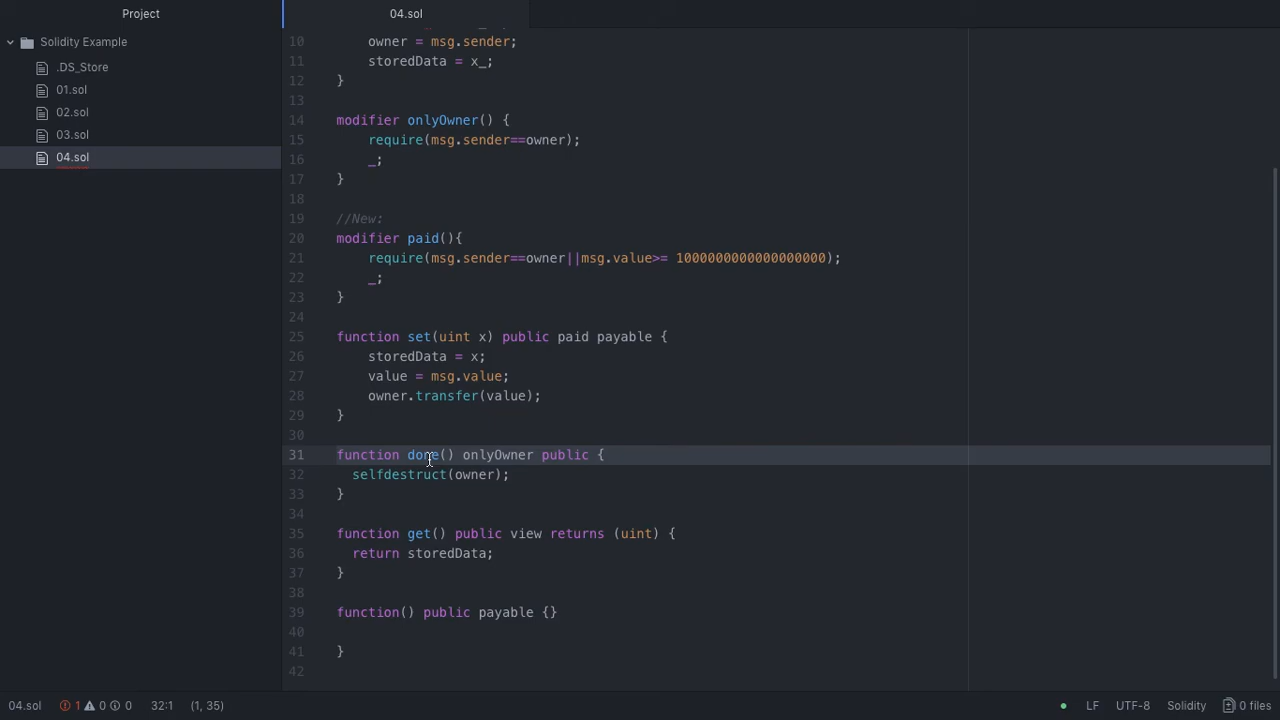 Project
04.sol
Solidity Example
.DS_Store
01.sol
02.sol
03.sol
04.sol
10 owner = msg.sender;
11 storedData = x_;
12 }
13
14 modifier onlyOwner() {
15 require(msg.sender==owner);
16 _;
17 }
18
19 //New:
20 modifier paid(){
21 require(msg.sender==owner||msg.value>= 1000000000000000000);
22 _;
23 }
24
25 function set(uint x) public paid payable {
26 storedData = x;
27 value = msg.value;
28 owner.transfer(value);
29 }
30
31 function done() onlyOwner public {
32 selfdestruct(owner);
33 }
34
35 function get() public view returns (uint) {
36 return storedData;
37 }
38
39 function() public payable {}
40
41 }
42
04.sol 1 0 0 32:1 (1, 35) LF UTF-8 Solidity 0 files